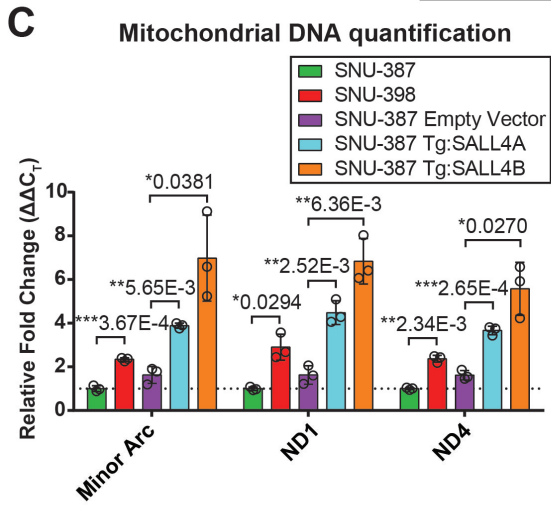 C
Mitochondrial DNA quantification
SNU-387
SNU-398
SNU-387 Empty Vector
SNU-387 Tg:SALL4A
SNU-387 Tg:SALL4B
Relative Fold Change (ΔΔCT)
10
8
6
4
2
0
*0.0381
**5.65E-3
***3.67E-4
**6.36E-3
**2.52E-3
*0.0294
*0.0270
***2.65E-4
**2.34E-3
Minor Arc
ND1
ND4